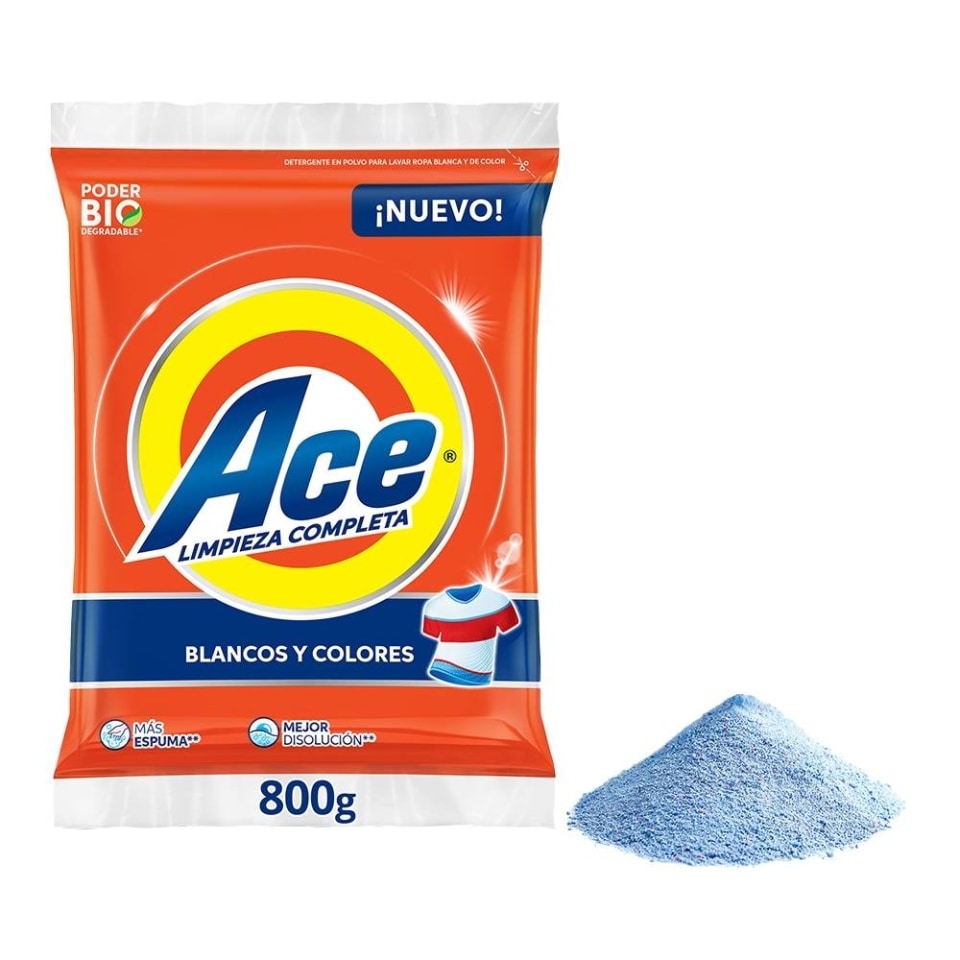 DETERGENTE EN POLVO PARA LAVAR ROPA BLANCA Y DE COLOR
PODER
BIO
DEGRADABLE*
¡NUEVO!
Ace®
LIMPIEZA COMPLETA
BLANCOS Y COLORES
MÁS
ESPUMA**
MEJOR
DISOLUCIÓN**
800g